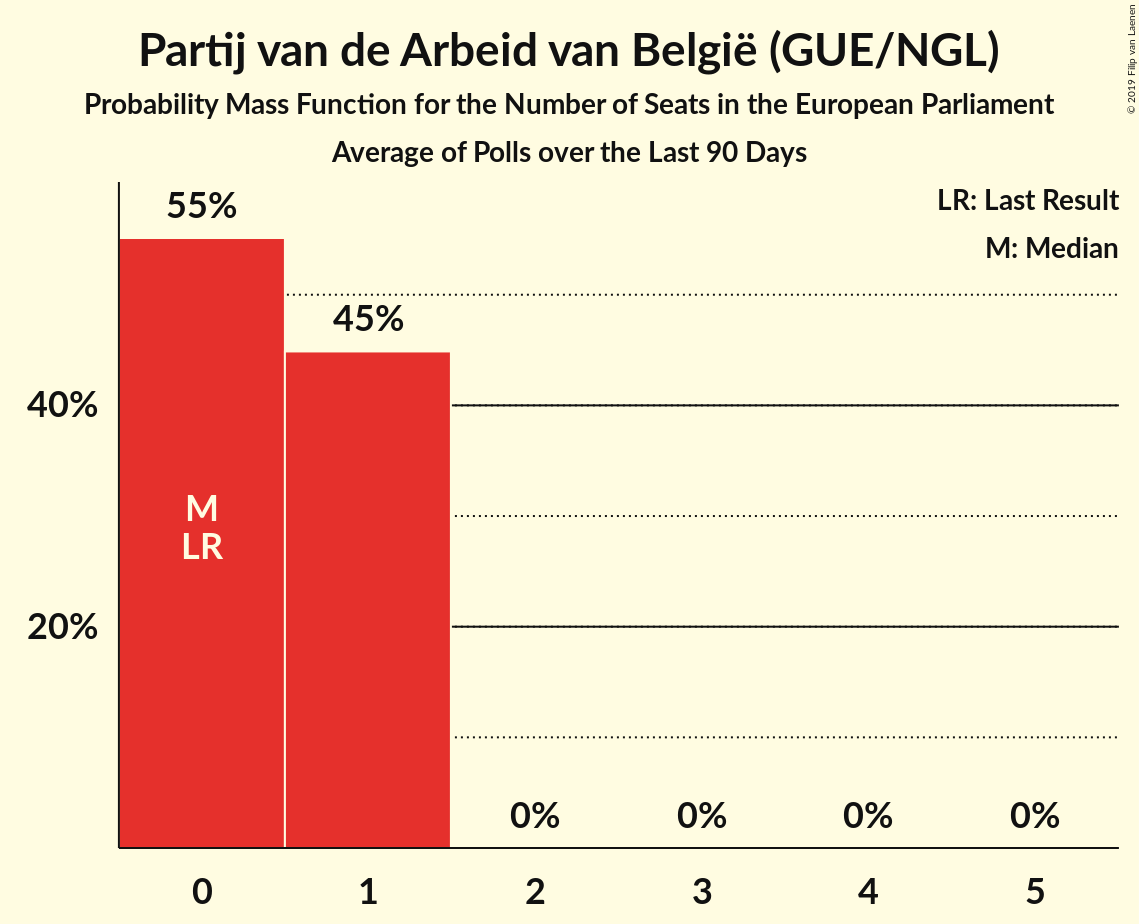 Partij van de Arbeid van België (GUE/NGL)
Probability Mass Function for the Number of Seats in the European Parliament
Average of Polls over the Last 90 Days
© 2019 Filip van Laenen
LR: Last Result
M: Median
55%
45%
40%
20%
M
LR
0%
0%
0%
0%
0
1
2
3
4
5